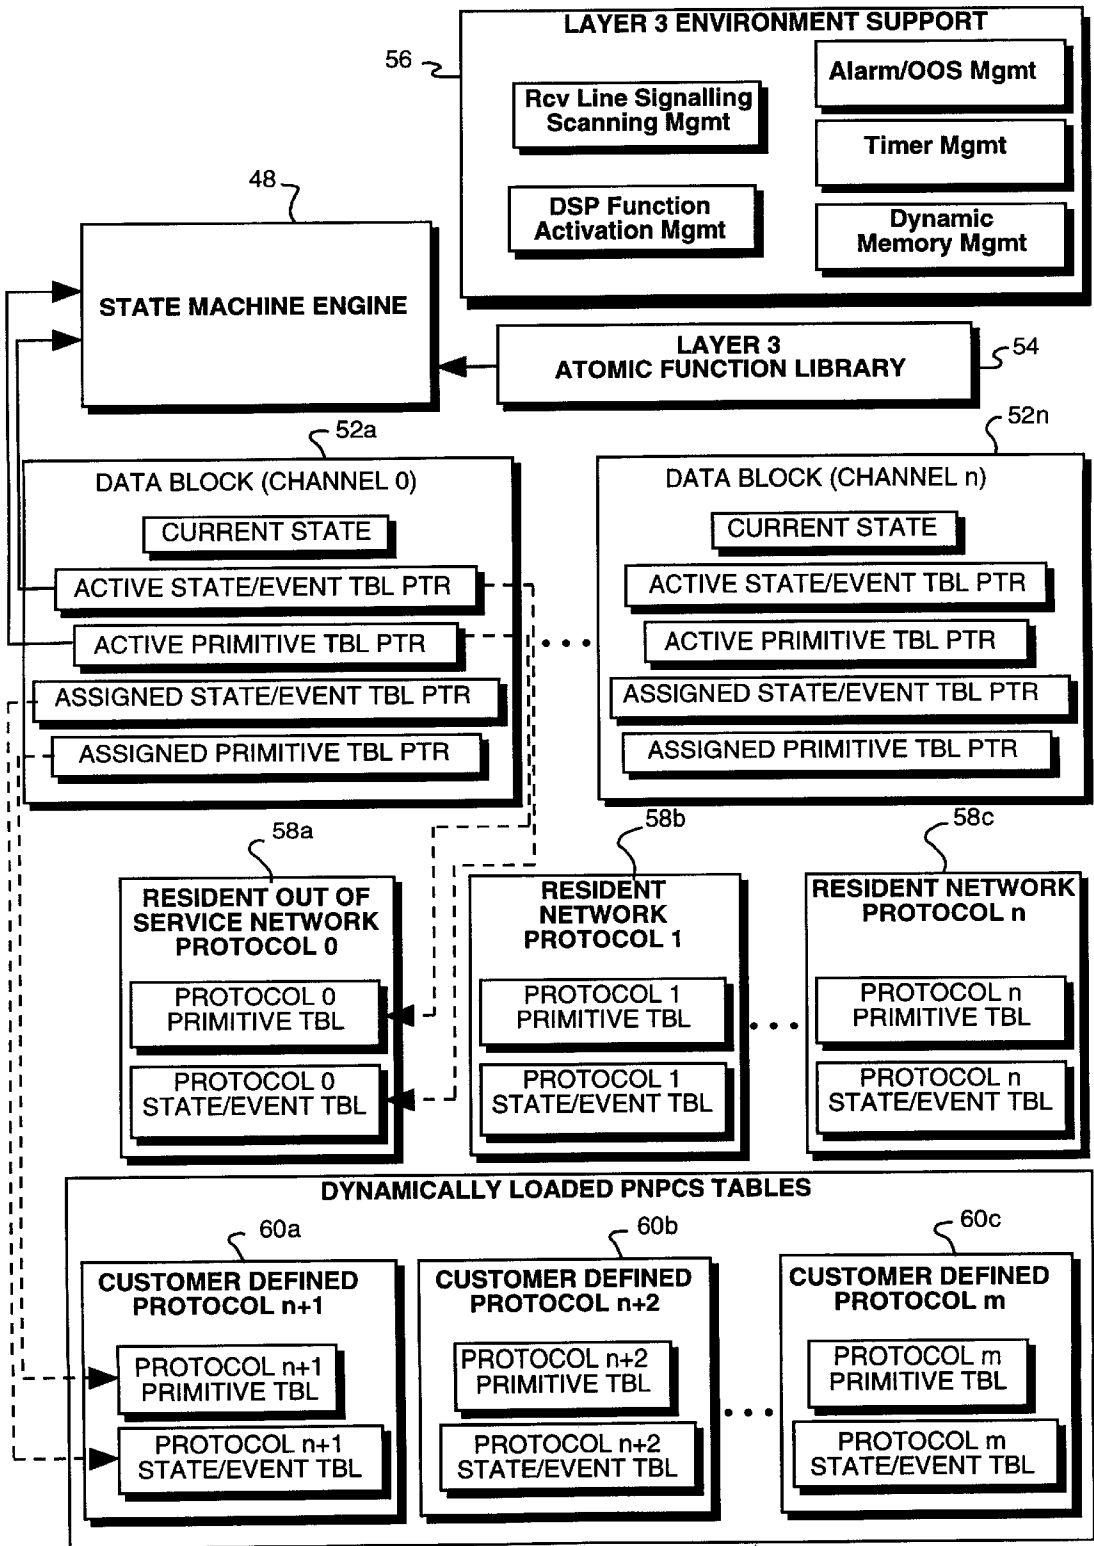 LAYER 3 ENVIRONMENT SUPPORT
56
Rcv Line Signalling
Scanning Mgmt
DSP Function
Activation Mgmt
Alarm/OOS Mgmt
Timer Mgmt
Dynamic
Memory Mgmt
48
STATE MACHINE ENGINE
LAYER 3
ATOMIC FUNCTION LIBRARY
54
52a
DATA BLOCK (CHANNEL 0)
CURRENT STATE
ACTIVE STATE/EVENT TBL PTR
ACTIVE PRIMITIVE TBL PTR
ASSIGNED STATE/EVENT TBL PTR
ASSIGNED PRIMITIVE TBL PTR
52n
DATA BLOCK (CHANNEL n)
CURRENT STATE
ACTIVE STATE/EVENT TBL PTR
ACTIVE PRIMITIVE TBL PTR
ASSIGNED STATE/EVENT TBL PTR
ASSIGNED PRIMITIVE TBL PTR
58a
RESIDENT OUT OF
SERVICE NETWORK
PROTOCOL 0
PROTOCOL 0
PRIMITIVE TBL
PROTOCOL 0
STATE/EVENT TBL
58b
RESIDENT
NETWORK
PROTOCOL 1
PROTOCOL 1
PRIMITIVE TBL
PROTOCOL 1
STATE/EVENT TBL
58c
RESIDENT NETWORK
PROTOCOL n
PROTOCOL n
PRIMITIVE TBL
PROTOCOL n
STATE/EVENT TBL
DYNAMICALLY LOADED PNPCS TABLES
60a
CUSTOMER DEFINED
PROTOCOL n+1
PROTOCOL n+1
PRIMITIVE TBL
PROTOCOL n+1
STATE/EVENT TBL
60b
CUSTOMER DEFINED
PROTOCOL n+2
PROTOCOL n+2
PRIMITIVE TBL
PROTOCOL n+2
STATE/EVENT TBL
60c
CUSTOMER DEFINED
PROTOCOL m
PROTOCOL m
PRIMITIVE TBL
PROTOCOL m
STATE/EVENT TBL